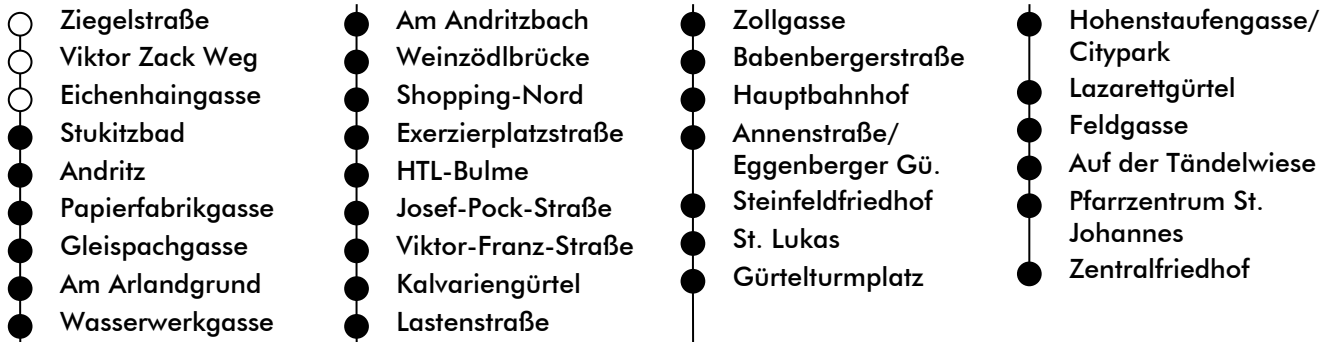 Ziegelstraße
Viktor Zack Weg
Eichenhaingasse
Stukitzbad
Andritz
Papierfabrikgasse
Gleispachgasse
Am Arlandgrund
Wasserwerkgasse
Am Andritzbach
Weinzödlbrücke
Shopping-Nord
Exerzierplatzstraße
HTL-Bulme
Josef-Pock-Straße
Viktor-Franz-Straße
Kalvariengürtel
Lastenstraße
Zollgasse
Babenbergerstraße
Hauptbahnhof
Annenstraße/
Eggenberger Gü.
Steinfeldfriedhof
St. Lukas
Gürtelturmplatz
Hohenstaufengasse/
Citypark
Lazarettgürtel
Feldgasse
Auf der Tändelwiese
Pfarrzentrum St.
Johannes
Zentralfriedhof